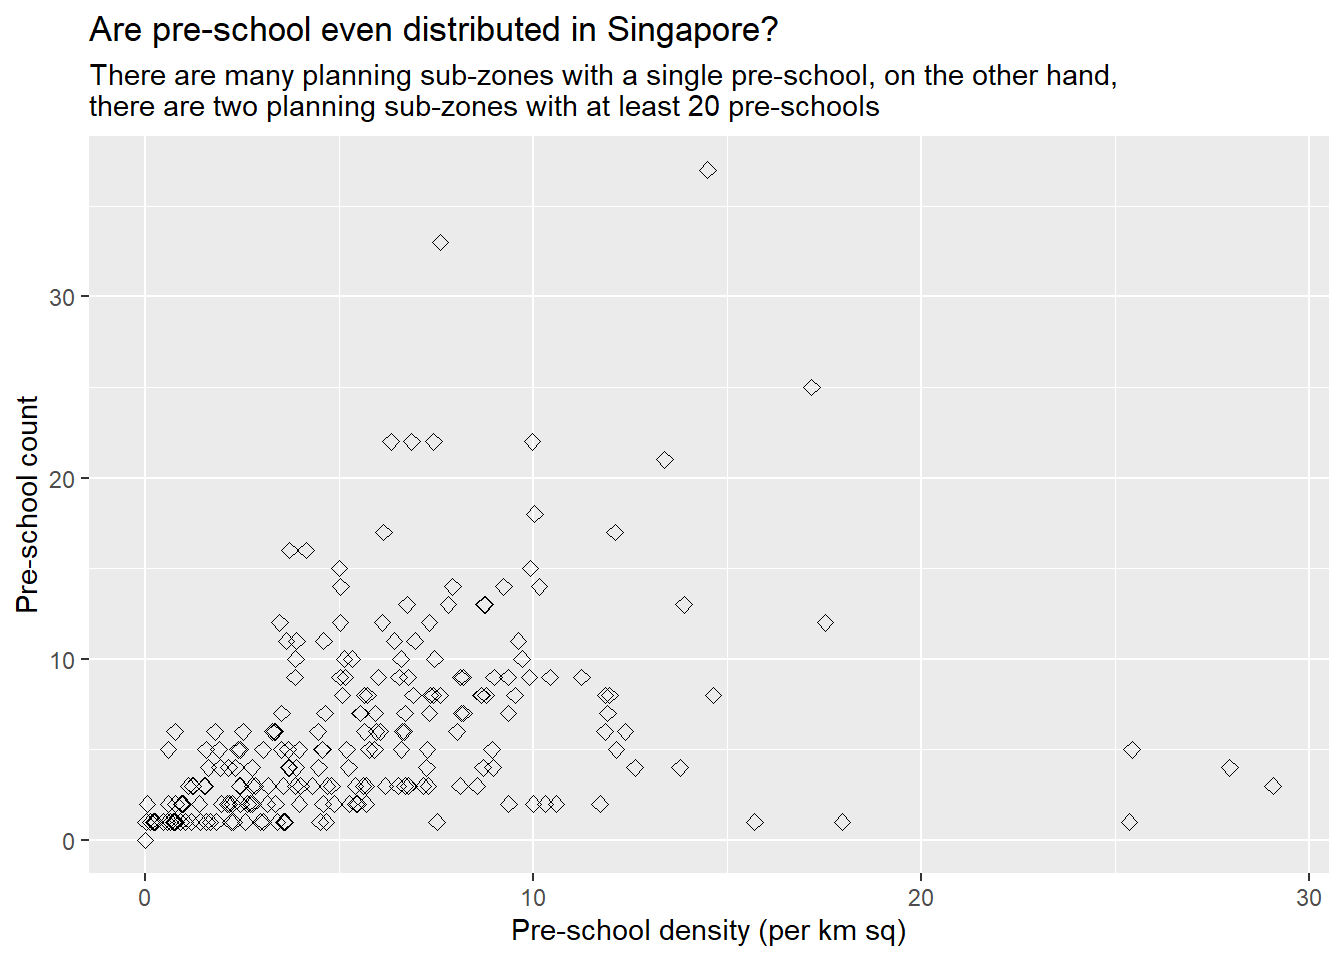 Are pre-school even distributed in Singapore?
There are many planning sub-zones with a single pre-school, on the other hand,
there are two planning sub-zones with at least 20 pre-schools
Pre-school count
30
20
10
0
0
10
20
30
Pre-school density (per km sq)